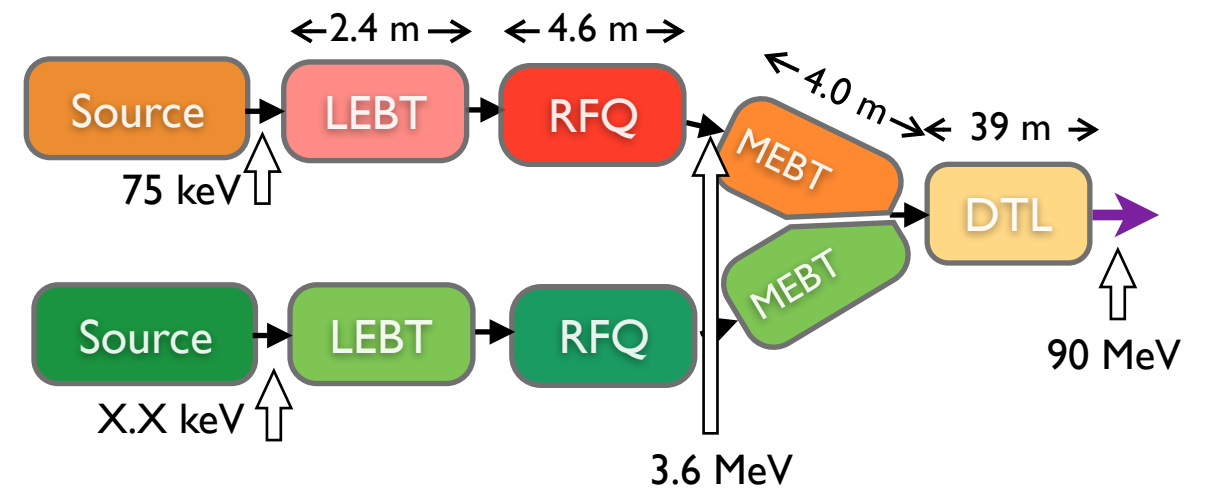 2.4 m
4.6 m
4.0 m
39 m
Source
LEBT
RFQ
MEBT
DTL
75 keV
MEBT
Source
LEBT
RFQ
90 MeV
X.X keV
3.6 MeV